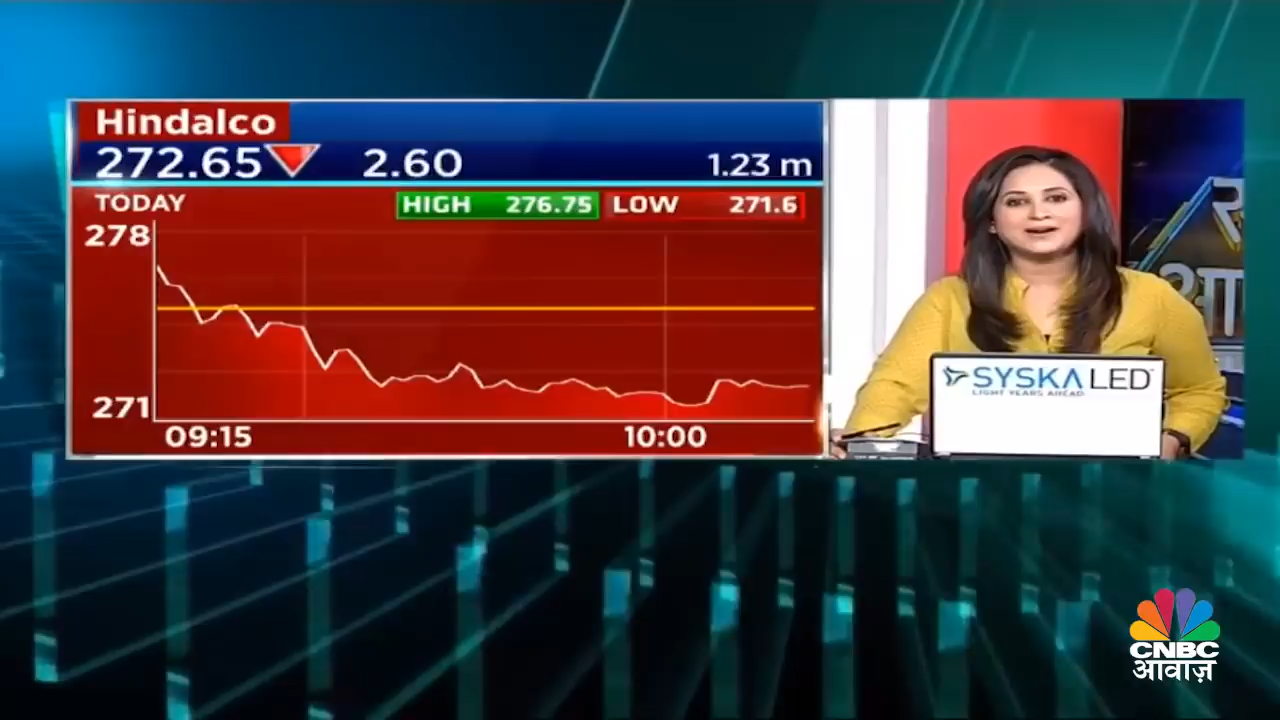 Hindalco
272.65 2.60 1.23 m
TODAY HIGH 276.75 LOW 271.6
278
271
09:15 10:00
SYSKA LED
LIGHT YEARS AHEAD
CNBC
आवाज़